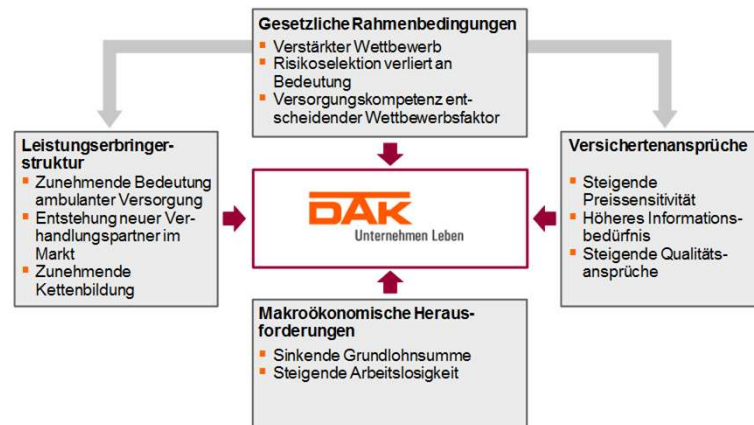 Gesetzliche Rahmenbedingungen
▪ Verstärkter Wettbewerb
▪ Risikoselektion verliert an
Bedeutung
▪ Versorgungskompetenz ent-
scheidender Wettbewerbsfaktor
Leistungserbringer-
struktur
▪ Zunehmende Bedeutung
ambulanter Versorgung
▪ Entstehung neuer Ver-
handlungspartner im
Markt
▪ Zunehmende
Kettenbildung
DAK
Unternehmen Leben
Versichertenansprüche
▪ Steigende
Preissensitivität
▪ Höheres Informations-
bedürfnis
▪ Steigende Qualitäts-
ansprüche
Makroökonomische Heraus-
forderungen
▪ Sinkende Grundlohnsumme
▪ Steigende Arbeitslosigkeit